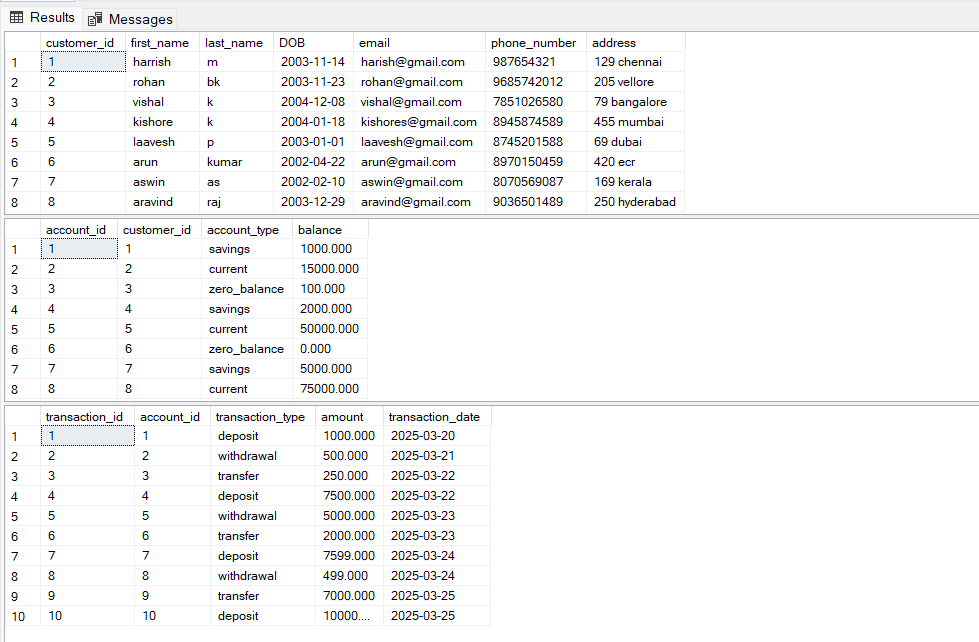 Results Messages
customer_id first_name last_name DOB email phone_number address
1 1 harrish m 2003-11-14 harish@gmail.com 987654321 129 chennai
2 2 rohan bk 2003-11-23 rohan@gmail.com 9685742012 205 vellore
3 3 vishal k 2004-12-08 vishal@gmail.com 7851026580 79 bangalore
4 4 kishore k 2004-01-18 kishores@gmail.com 8945874589 455 mumbai
5 5 laavesh p 2003-01-01 laavesh@gmail.com 8745201588 69 dubai
6 6 arun kumar 2002-04-22 arun@gmail.com 8970150459 420 ecr
7 7 aswin as 2002-02-10 aswin@gmail.com 8070569087 169 kerala
8 8 aravind raj 2003-12-29 aravind@gmail.com 9036501489 250 hyderabad
account_id customer_id account_type balance
1 1 1 savings 1000.000
2 2 2 current 15000.000
3 3 3 zero_balance 100.000
4 4 4 savings 2000.000
5 5 5 current 50000.000
6 6 6 zero_balance 0.000
7 7 7 savings 5000.000
8 8 8 current 75000.000
transaction_id account_id transaction_type amount transaction_date
1 1 1 deposit 1000.000 2025-03-20
2 2 2 withdrawal 500.000 2025-03-21
3 3 3 transfer 250.000 2025-03-22
4 4 4 deposit 7500.000 2025-03-22
5 5 5 withdrawal 5000.000 2025-03-23
6 6 6 transfer 2000.000 2025-03-23
7 7 7 deposit 7599.000 2025-03-24
8 8 8 withdrawal 499.000 2025-03-24
9 9 9 transfer 7000.000 2025-03-25
10 10 10 deposit 10000.... 2025-03-25